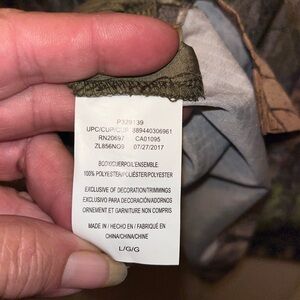 P329139
UPC/CUP/CUP 889440306961
RN20697 CA01095
ZL856NO9 07/27/2017
BODY/CUERPO/L'ENSEMBLE:
100% POLYESTER/POLIÉSTER/POLYESTER
EXCLUSIVE OF DECORATION/TRIMMINGS
EXCLUSIVO PARA DECORACIÓN/ADORNOS
ORNEMENT ET GARNITURE NON COMPRIS
MADE IN / HECHO EN / FABRIQUÉ EN
CHINA/CHINA/CHINE
L/G/G